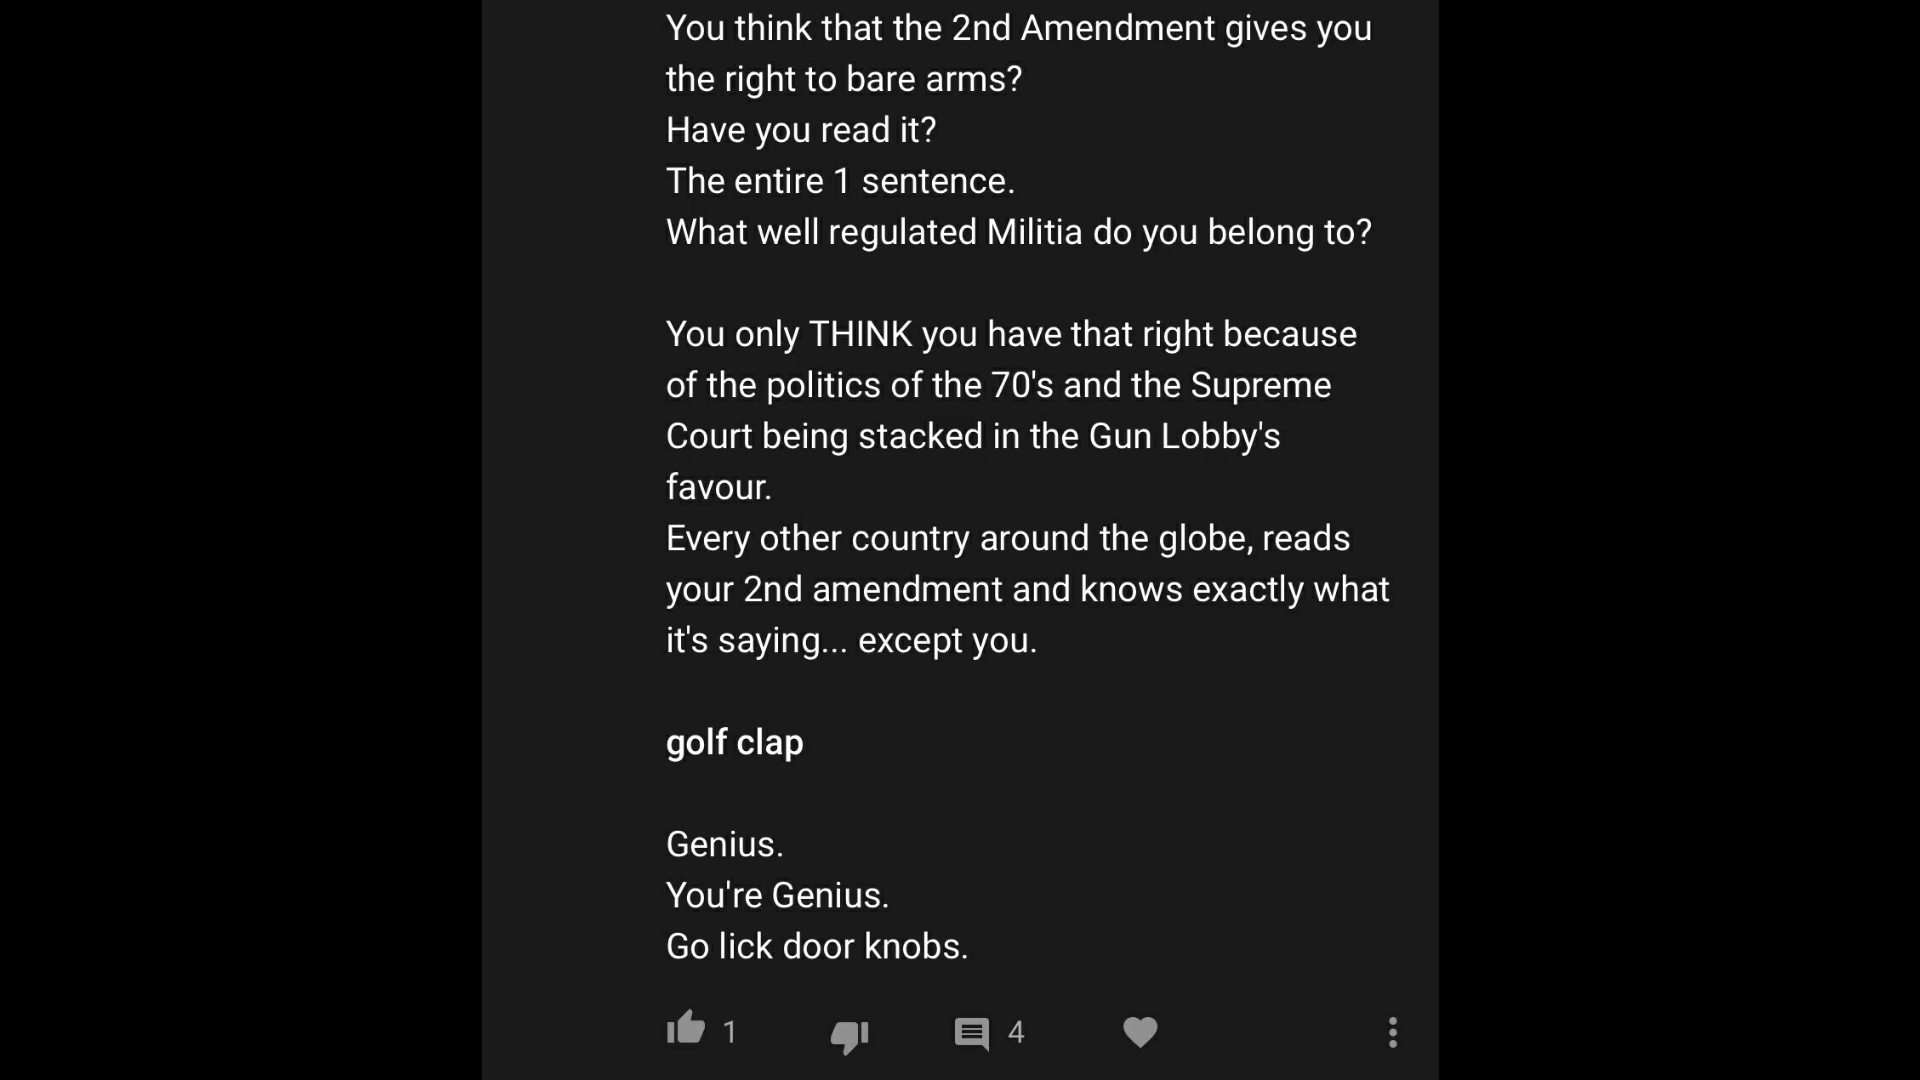 You think that the 2nd Amendment gives you
the right to bare arms?
Have you read it?
The entire 1 sentence.
What well regulated Militia do you belong to?
You only THINK you have that right because
of the politics of the 70's and the Supreme
Court being stacked in the Gun Lobby's
favour.
Every other country around the globe, reads
your 2nd amendment and knows exactly what
it's saying... except you.
golf clap
Genius.
You're Genius.
Go lick door knobs.
1 4